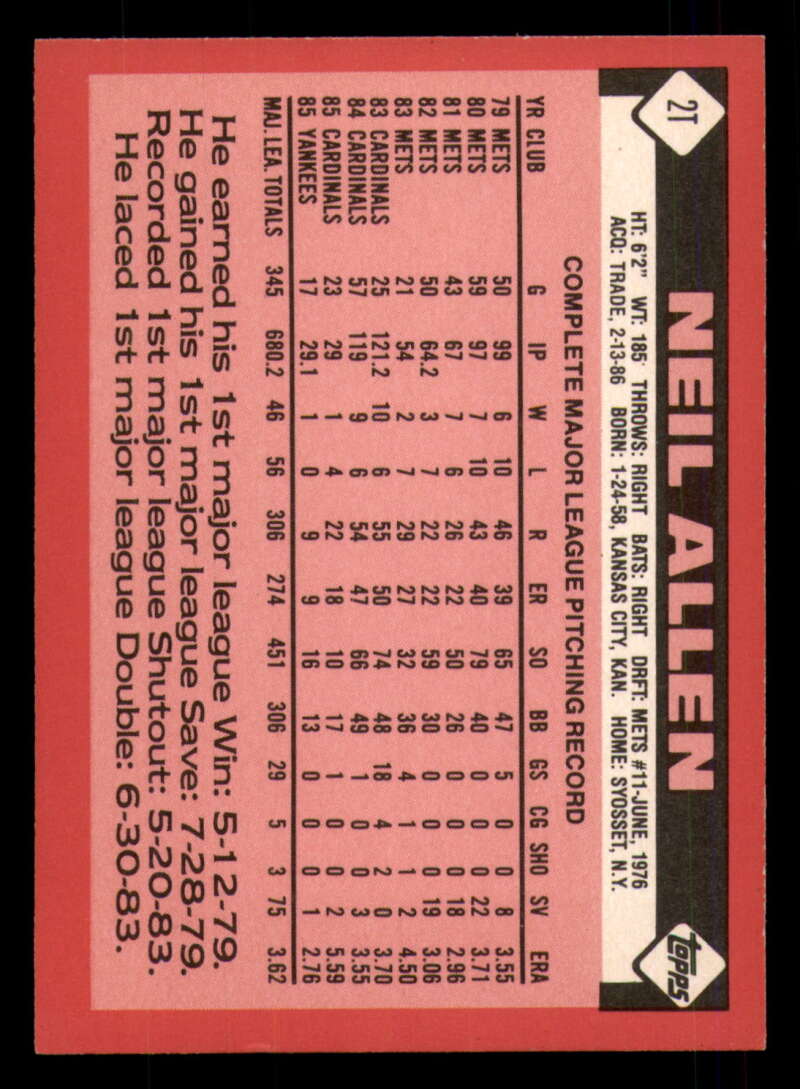 2T
NEIL ALLEN
topps
HT: 6'2" WT: 185 THROWS: RIGHT BATS: RIGHT DRFT: METS #11-JUNE, 1976
ACQ: TRADE, 2-13-86 BORN: 1-24-58, KANSAS CITY, KAN. HOME: SYOSSET, N.Y.
COMPLETE MAJOR LEAGUE PITCHING RECORD
YR CLUB G IP W L R ER SO BB GS CG SHO SV ERA
79 METS 50 99 6 10 46 39 65 47 5 0 0 8 3.55
80 METS 59 97 7 10 43 40 79 40 0 0 0 22 3.71
81 METS 43 67 7 6 26 22 50 26 0 0 0 18 2.96
82 METS 50 64.2 3 7 22 22 59 30 0 0 0 19 3.06
83 METS 21 54 2 7 29 27 32 36 4 1 1 2 4.50
83 CARDINALS 25 121.2 10 6 55 50 74 48 18 4 2 0 3.70
84 CARDINALS 57 119 9 6 54 47 66 49 1 0 0 3 3.55
85 CARDINALS 23 29 1 4 22 18 10 17 1 0 0 2 5.59
85 YANKEES 17 29.1 1 0 9 9 16 13 0 0 0 1 2.76
MAJ. LEA. TOTALS 345 680.2 46 56 306 274 451 306 29 5 3 75 3.62
He earned his 1st major league Win: 5-12-79.
He gained his 1st major league Save: 7-28-79.
Recorded 1st major league Shutout: 5-20-83.
He laced 1st major league Double: 6-30-83.